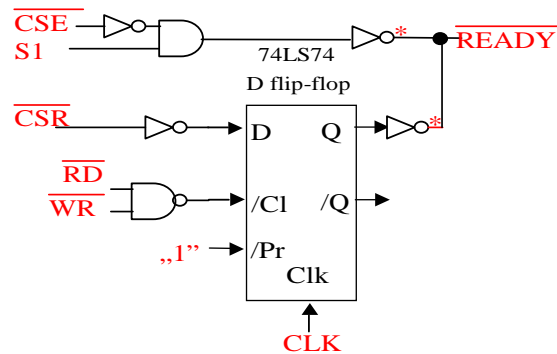 CSE
S1
*
READY
74LS74
D flip-flop
CSR
D
Q
*
RD
WR
/Cl
/Q
„1”
/Pr
Clk
CLK